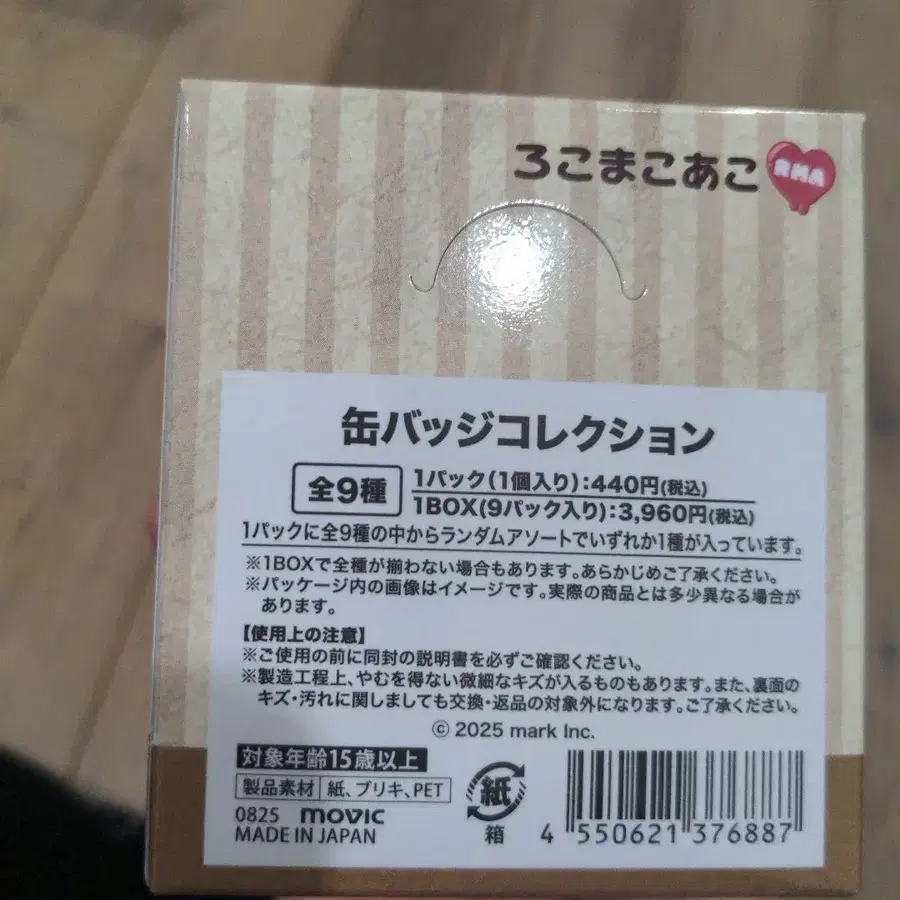 ろこまこあこ
缶バッジコレクション
全9種
1パック(1個入り):440円(税込)
1BOX(9パック入り):3,960円(税込)
1パックに全9種の中からランダムアソートでいずれか1種が入っています。
※1BOXで全種が揃わない場合もあります。あらかじめご了承ください。
※パッケージ内の画像はイメージです。実際の商品とは多少異なる場合が
あります。
【使用上の注意】
※ご使用の前に同封の説明書を必ずご確認ください。
※製造工程上、やむを得ない微細なキズが入るものもあります。また、裏面の
キズ・汚れに関しましても交換・返品の対象外になります。ご了承ください。
© 2025 mark Inc.
対象年齢15歳以上
製品素材 紙、ブリキ、PET
0825 movic
MADE IN JAPAN
紙
箱
4 550621 376887